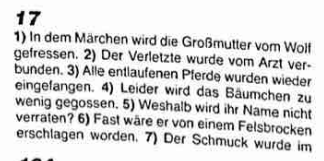 17
1) In dem Märchen wird die Großmutter vom Wolf
gefressen. 2) Der Verletzte wurde vom Arzt ver-
bunden. 3) Alle entlaufenen Pferde wurden wieder
eingefangen. 4) Leider wird das Bäumchen zu
wenig gegossen. 5) Weshalb wird ihr Name nicht
verraten? 6) Fast wäre er von einem Felsbrocken
erschlagen worden. 7) Der Schmuck wurde im